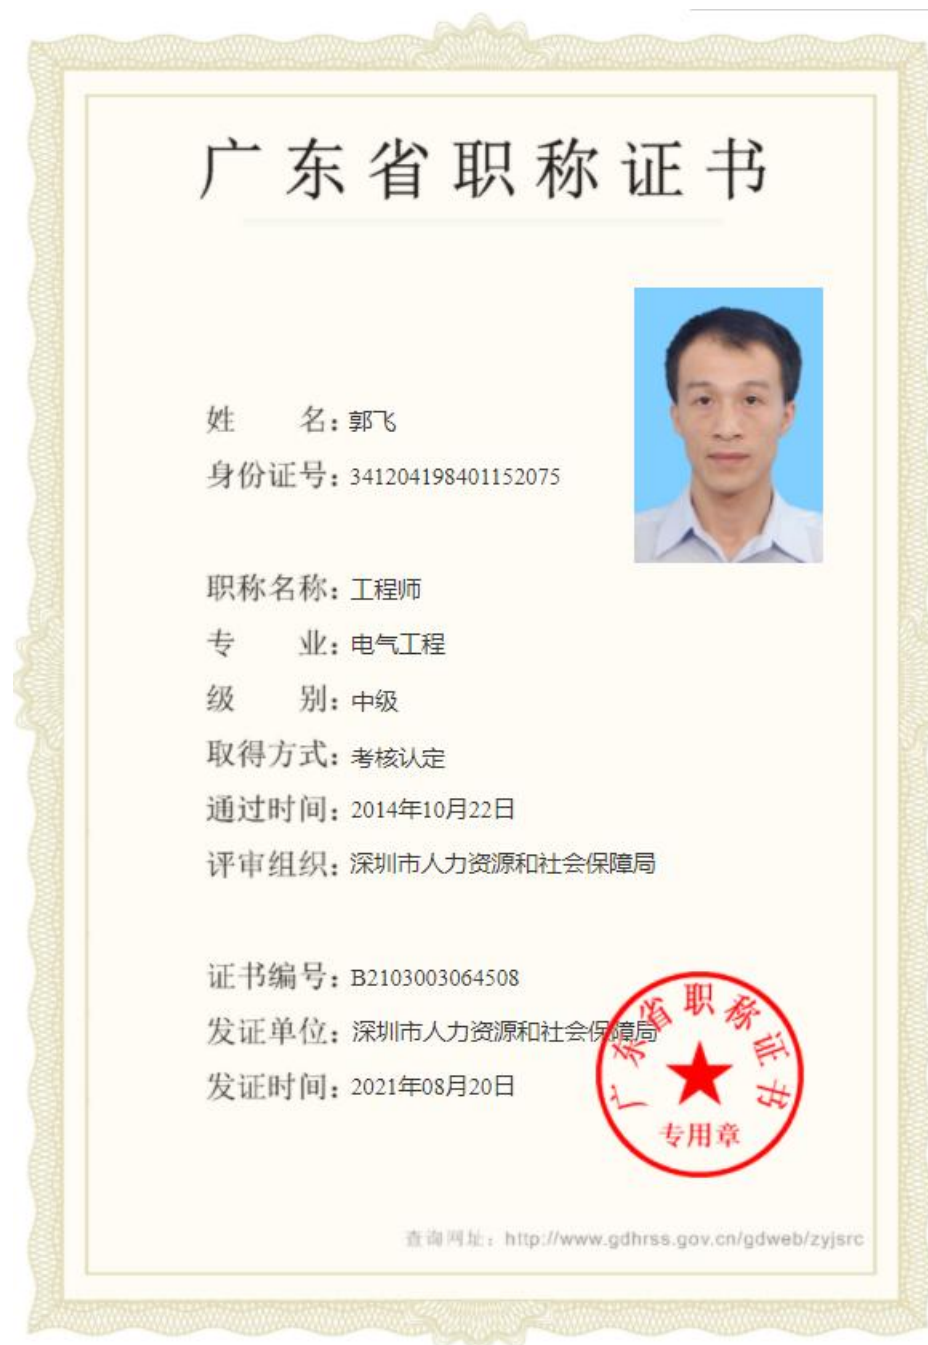 广东省职称证书
姓 名：郭飞
身份证号：341204198401152075
职称名称：工程师
专 业：电气工程
级 别：中级
取得方式：考核认定
通过时间：2014年10月22日
评审组织：深圳市人力资源和社会保障局
证书编号：B2103003064508
发证单位：深圳市人力资源和社会保障局
发证时间：2021年08月20日
广东省职称证书
专用章
查询网址：http://www.gdhrss.gov.cn/gdweb/zyjsrc